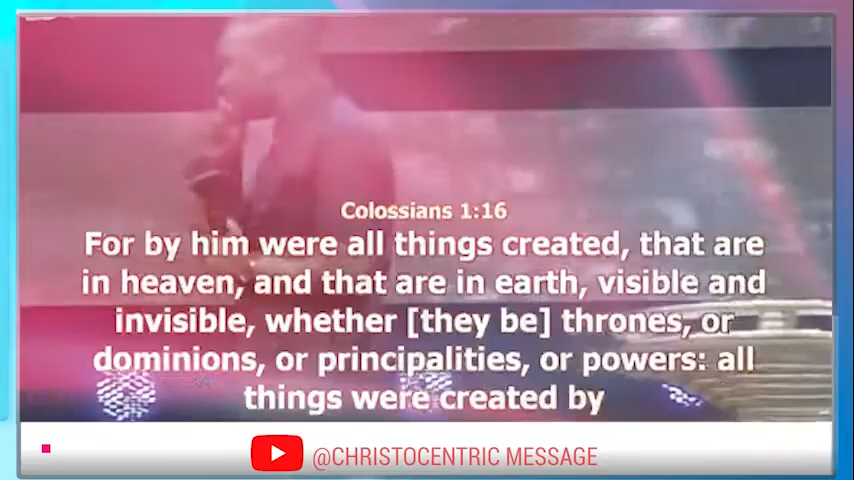 Colossians 1:16
For by him were all things created, that are
in heaven, and that are in earth, visible and
invisible, whether [they be] thrones, or
dominions, or principalities, or powers: all
things were created by
@CHRISTOCENTRIC MESSAGE